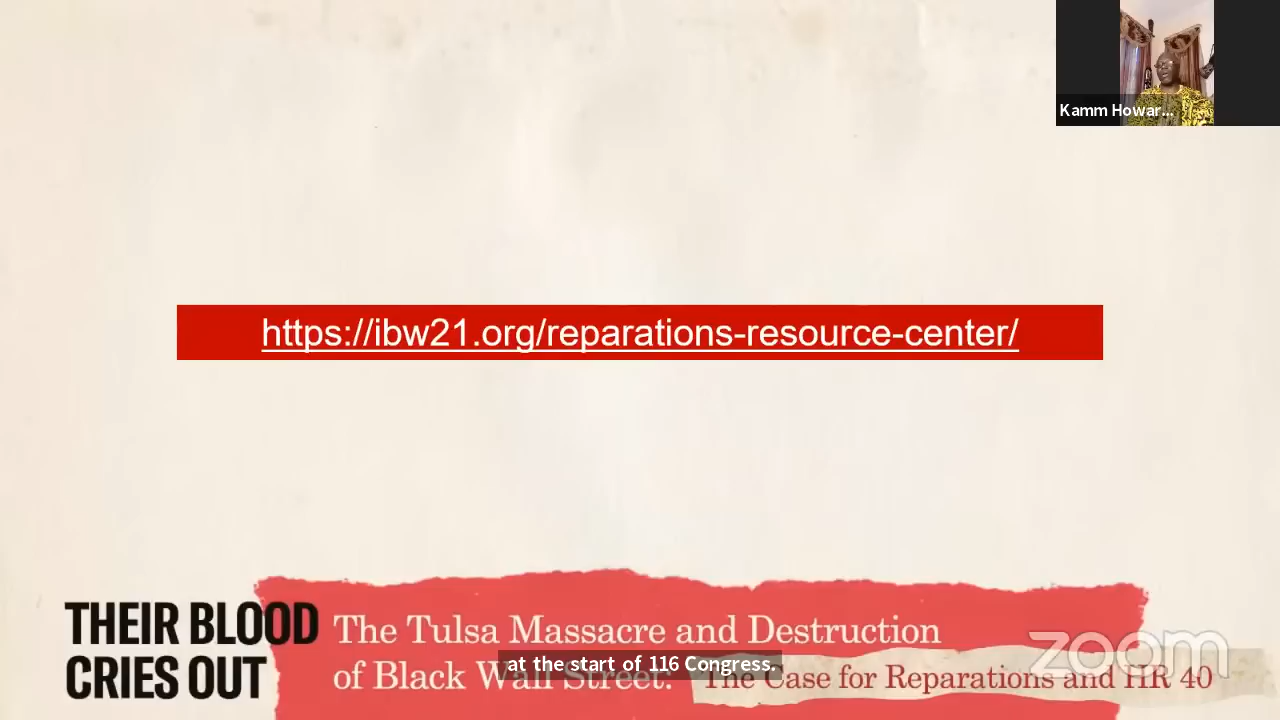 Kamm Howar...
https://ibw21.org/reparations-resource-center/
THEIR BLOOD
CRIES OUT
The Tulsa Massacre and Destruction
of Black Wall Street:
The Case for Reparations and HR 40
at the start of 116 Congress.
zoom